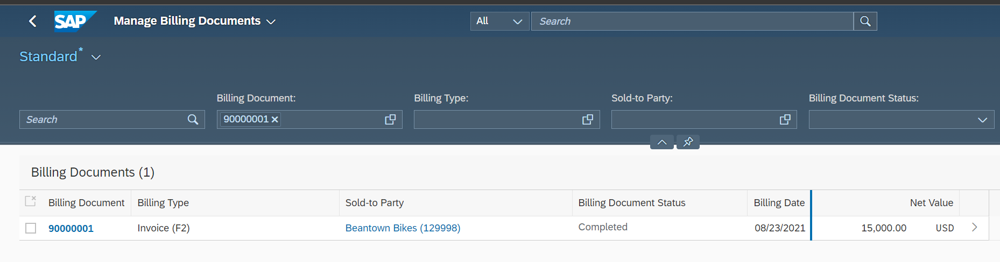 SAP Manage Billing Documents All Search
Standard*
Billing Document: Billing Type: Sold-to Party: Billing Document Status:
Search 90000001
Billing Documents (1)
Billing Document Billing Type Sold-to Party Billing Document Status Billing Date Net Value
90000001 Invoice (F2) Beantown Bikes (129998) Completed 08/23/2021 15,000.00 USD